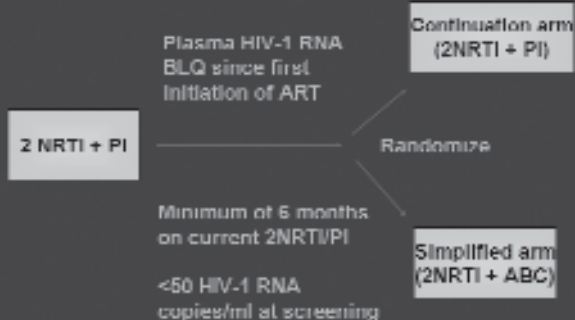 Continuation arm
(2NRTI + PI)
Plasma HIV-1 RNA
BLQ since first
initiation of ART
2 NRTI + PI
Randomize
Minimum of 6 months
on current 2NRTI/PI
<50 HIV-1 RNA
copies/ml at screening
Simplified arm
(2NRTI + ABC)